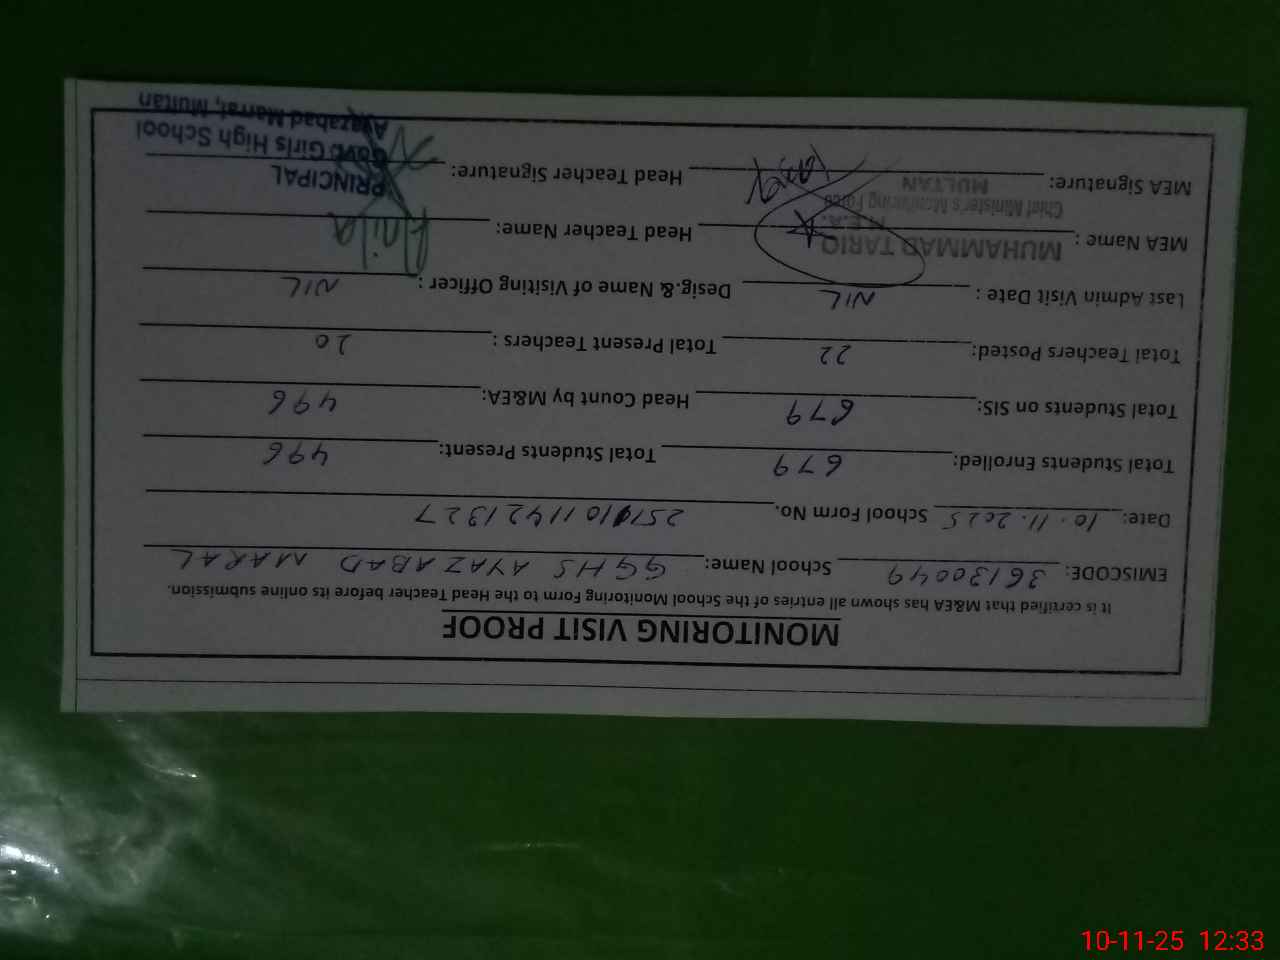 MONITORING VISIT PROOF
It is certified that M&EA has shown all entries of the School Monitoring Form to the Head Teacher before its online submission.
EMISCODE: 36130049 School Name: GGHS AYAZABAD MARAL
Date: 10.11.2025 School Form No.
Total Students Enrolled: 679 Total Students Present: 496
Total Students on SIS: 679 Head Count by M&EA: 496
Total Teachers Posted: 22 Total Present Teachers : 20
Last Admin Visit Date : NIL Desig.& Name of Visiting Officer : NIL
MEA Name : MUHAMMAD TARIQ Head Teacher Name: Anila
M.E.A.
Chief Minister's Monitoring Force
MULTAN
MEA Signature: Head Teacher Signature:
PRINCIPAL
Govt: Girls High School
Ayazabad Marral, Multan
10-11-25 12:33